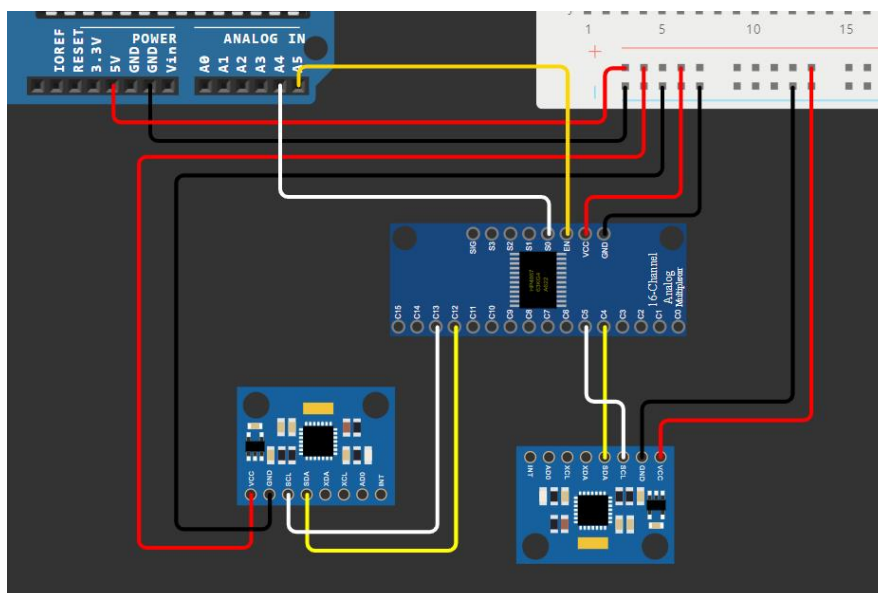 1 5 10 15
+
−
POWER
ANALOG IN
IOREF
RESET
3.3V
5V
GND
GND
Vin
A0
A1
A2
A3
A4
A5
SIG
S3
S2
S1
S0
EN
VCC
GND
16-Channel
Analog
Multiplexer
C15
C14
C13
C12
C11
C10
C9
C8
C7
C6
C5
C4
C3
C2
C1
C0
VCC
GND
SCL
SDA
XDA
XCL
AD0
INT
INT
AD0
XCL
XDA
SDA
SCL
GND
VCC